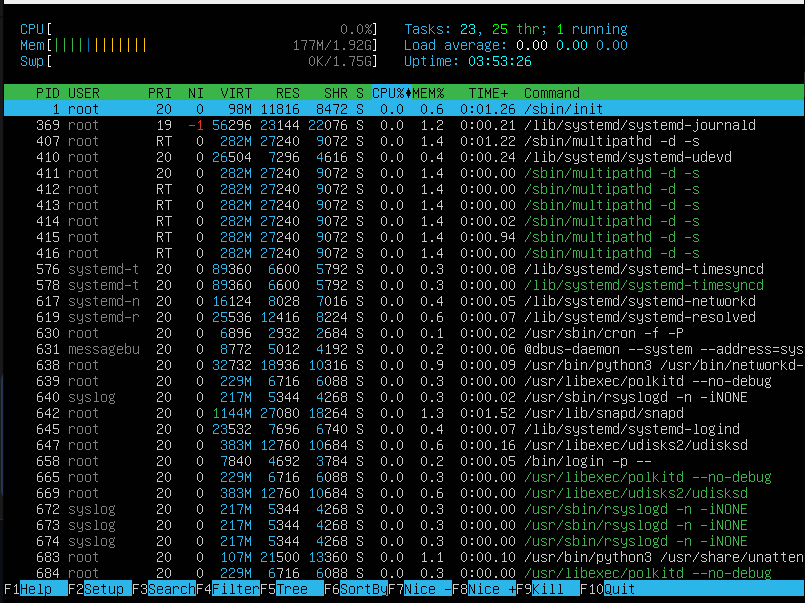 CPU[ 0.0%] Tasks: 23, 25 thr; 1 running
Mem[||||||||||||| 177M/1.92G] Load average: 0.00 0.00 0.00
Swp[ 0K/1.75G] Uptime: 03:53:26
PID USER PRI NI VIRT RES SHR S CPU%♦MEM% TIME+ Command
1 root 20 0 98M 11816 8472 S 0.0 0.6 0:01.26 /sbin/init
369 root 19 -1 56296 23144 22076 S 0.0 1.2 0:00.21 /lib/systemd/systemd-journald
407 root RT 0 282M 27240 9072 S 0.0 1.4 0:01.22 /sbin/multipathd -d -s
410 root 20 0 26504 7296 4616 S 0.0 0.4 0:00.24 /lib/systemd/systemd-udevd
411 root 20 0 282M 27240 9072 S 0.0 1.4 0:00.00 /sbin/multipathd -d -s
412 root RT 0 282M 27240 9072 S 0.0 1.4 0:00.00 /sbin/multipathd -d -s
413 root RT 0 282M 27240 9072 S 0.0 1.4 0:00.00 /sbin/multipathd -d -s
414 root RT 0 282M 27240 9072 S 0.0 1.4 0:00.02 /sbin/multipathd -d -s
415 root RT 0 282M 27240 9072 S 0.0 1.4 0:00.94 /sbin/multipathd -d -s
416 root RT 0 282M 27240 9072 S 0.0 1.4 0:00.00 /sbin/multipathd -d -s
576 systemd-t 20 0 89360 6600 5792 S 0.0 0.3 0:00.08 /lib/systemd/systemd-timesyncd
578 systemd-t 20 0 89360 6600 5792 S 0.0 0.3 0:00.00 /lib/systemd/systemd-timesyncd
617 systemd-n 20 0 16124 8028 7016 S 0.0 0.4 0:00.05 /lib/systemd/systemd-networkd
619 systemd-r 20 0 25536 12416 8224 S 0.0 0.6 0:00.07 /lib/systemd/systemd-resolved
630 root 20 0 6896 2932 2684 S 0.0 0.1 0:00.02 /usr/sbin/cron -f -P
631 messagebu 20 0 8772 5012 4192 S 0.0 0.2 0:00.06 @dbus-daemon --system --address=sys
638 root 20 0 32732 18936 10316 S 0.0 0.9 0:00.09 /usr/bin/python3 /usr/bin/networkd-
639 root 20 0 229M 6716 6088 S 0.0 0.3 0:00.03 /usr/libexec/polkitd --no-debug
640 syslog 20 0 217M 5344 4268 S 0.0 0.3 0:00.02 /usr/sbin/rsyslogd -n -iNONE
642 root 20 0 1144M 27080 18264 S 0.0 1.3 0:01.52 /usr/lib/snapd/snapd
645 root 20 0 23532 7696 6740 S 0.0 0.4 0:00.07 /lib/systemd/systemd-logind
647 root 20 0 383M 12760 10684 S 0.0 0.6 0:00.16 /usr/libexec/udisks2/udisksd
658 root 20 0 7840 4692 3784 S 0.0 0.2 0:00.05 /bin/login -p --
665 root 20 0 229M 6716 6088 S 0.0 0.3 0:00.00 /usr/libexec/polkitd --no-debug
669 root 20 0 383M 12760 10684 S 0.0 0.6 0:00.00 /usr/libexec/udisks2/udisksd
672 syslog 20 0 217M 5344 4268 S 0.0 0.3 0:00.00 /usr/sbin/rsyslogd -n -iNONE
673 syslog 20 0 217M 5344 4268 S 0.0 0.3 0:00.00 /usr/sbin/rsyslogd -n -iNONE
674 syslog 20 0 217M 5344 4268 S 0.0 0.3 0:00.00 /usr/sbin/rsyslogd -n -iNONE
683 root 20 0 107M 21500 13360 S 0.0 1.1 0:00.10 /usr/bin/python3 /usr/share/unatten
684 root 20 0 229M 6716 6088 S 0.0 0.3 0:00.00 /usr/libexec/polkitd --no-debug
F1Help F2Setup F3SearchF4FilterF5Tree F6SortByF7Nice -F8Nice +F9Kill F10Quit